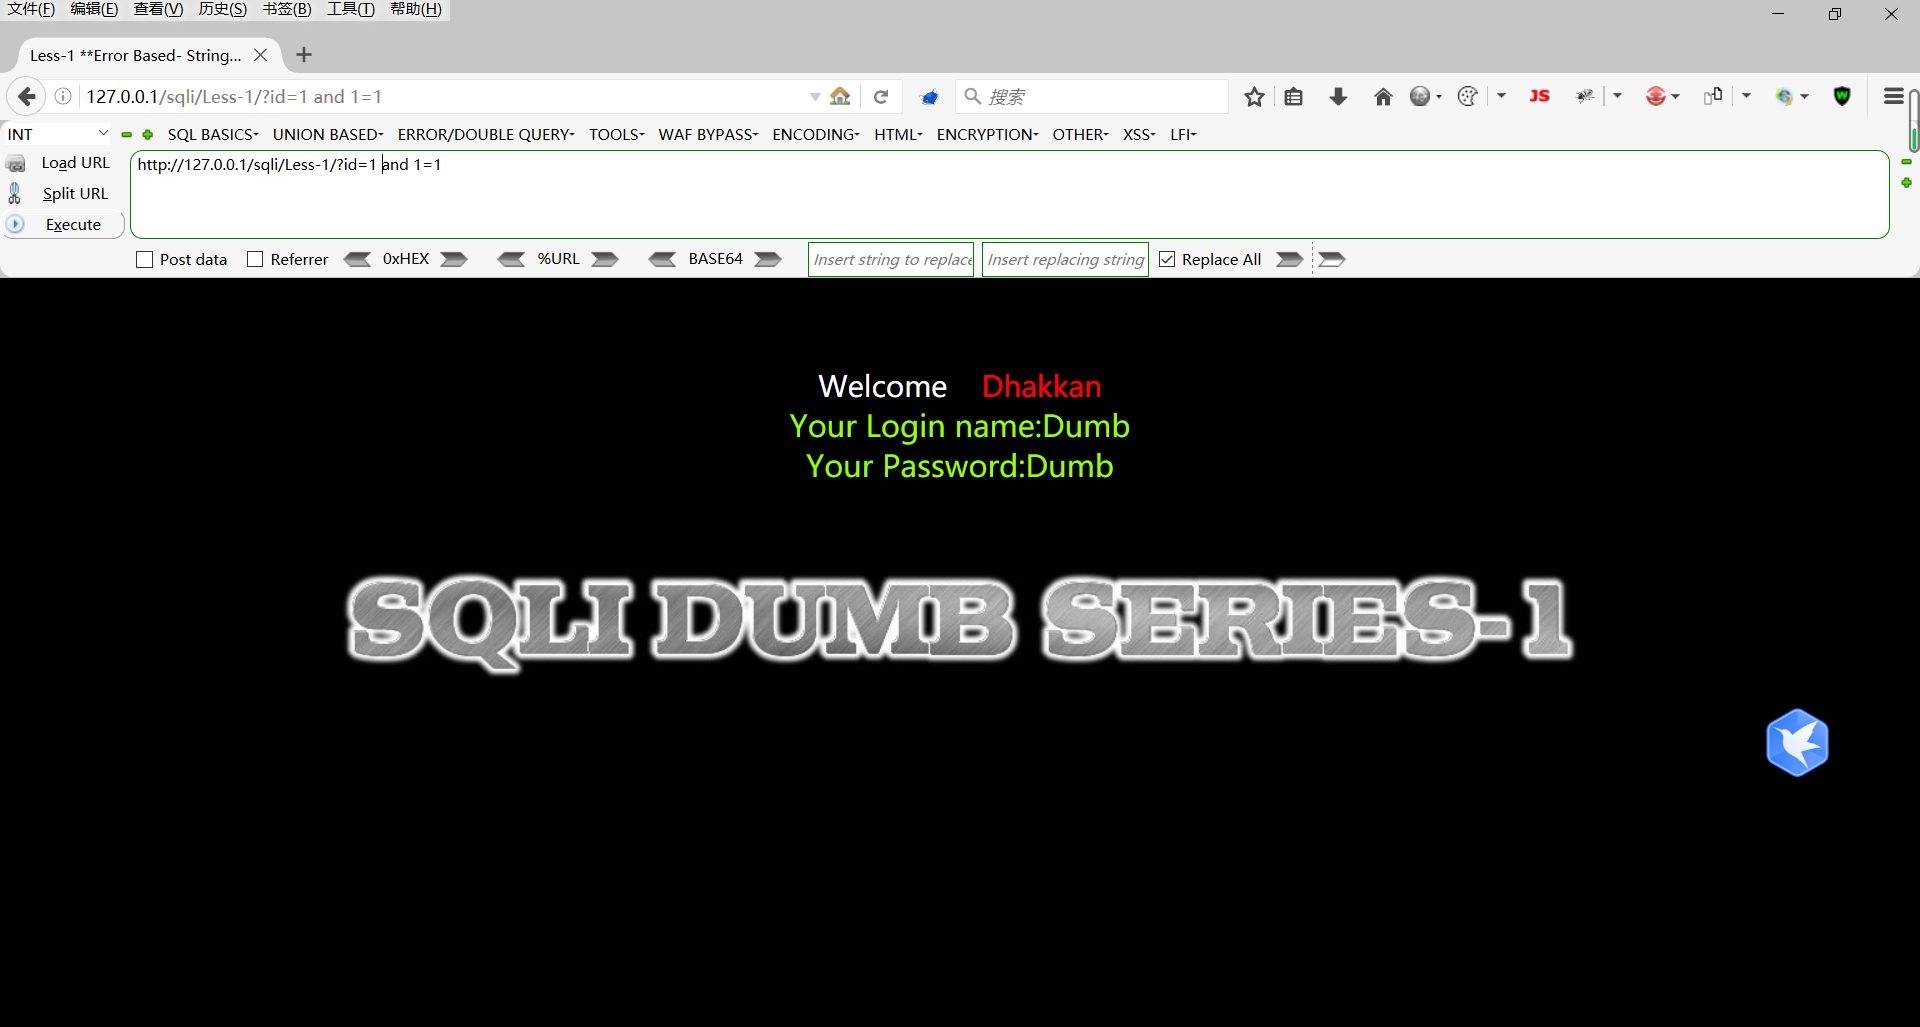 文件(F) 编辑(E) 查看(V) 历史(S) 书签(B) 工具(T) 帮助(H)
Less-1 **Error Based- String...
127.0.0.1/sqli/Less-1/?id=1 and 1=1
搜索
JS
W
INT
SQL BASICS UNION BASED ERROR/DOUBLE QUERY TOOLS WAF BYPASS ENCODING HTML ENCRYPTION OTHER XSS LFI
Load URL
http://127.0.0.1/sqli/Less-1/?id=1 and 1=1
Split URL
Execute
Post data Referrer 0xHEX %URL BASE64 Insert string to replace Insert replacing string Replace All
Welcome Dhakkan
Your Login name:Dumb
Your Password:Dumb
SQLI DUMB SERIES-1